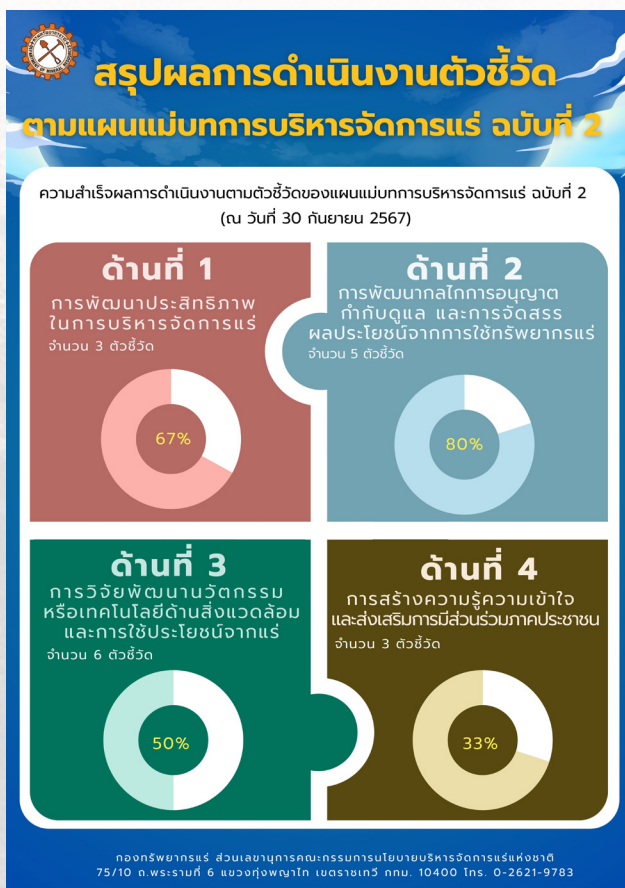 สรุปผลการดำเนินงานตัวชี้วัด
ตามแผนแม่บทการบริหารจัดการแร่ ฉบับที่ 2
ความสำเร็จผลการดำเนินงานตามตัวชี้วัดของแผนแม่บทการบริหารจัดการแร่ ฉบับที่ 2
(ณ วันที่ 30 กันยายน 2567)
ด้านที่ 1
การพัฒนาประสิทธิภาพ
ในการบริหารจัดการแร่
จำนวน 3 ตัวชี้วัด
67%
ด้านที่ 2
การพัฒนากลไกการอนุญาต
กำกับดูแล และการจัดสรร
ผลประโยชน์จากการใช้ทรัพยากรแร่
จำนวน 5 ตัวชี้วัด
80%
ด้านที่ 3
การวิจัยพัฒนานวัตกรรม
หรือเทคโนโลยีด้านสิ่งแวดล้อม
และการใช้ประโยชน์จากแร่
จำนวน 6 ตัวชี้วัด
50%
ด้านที่ 4
การสร้างความรู้ความเข้าใจ
และส่งเสริมการมีส่วนร่วมภาคประชาชน
จำนวน 3 ตัวชี้วัด
33%
กองทรัพยากรแร่ ส่วนเลขานุการคณะกรรมการนโยบายบริหารจัดการแร่แห่งชาติ
75/10 ถ.พระรามที่ 6 แขวงทุ่งพญาไท เขตราชเทวี กทม. 10400 โทร. 0-2621-9783